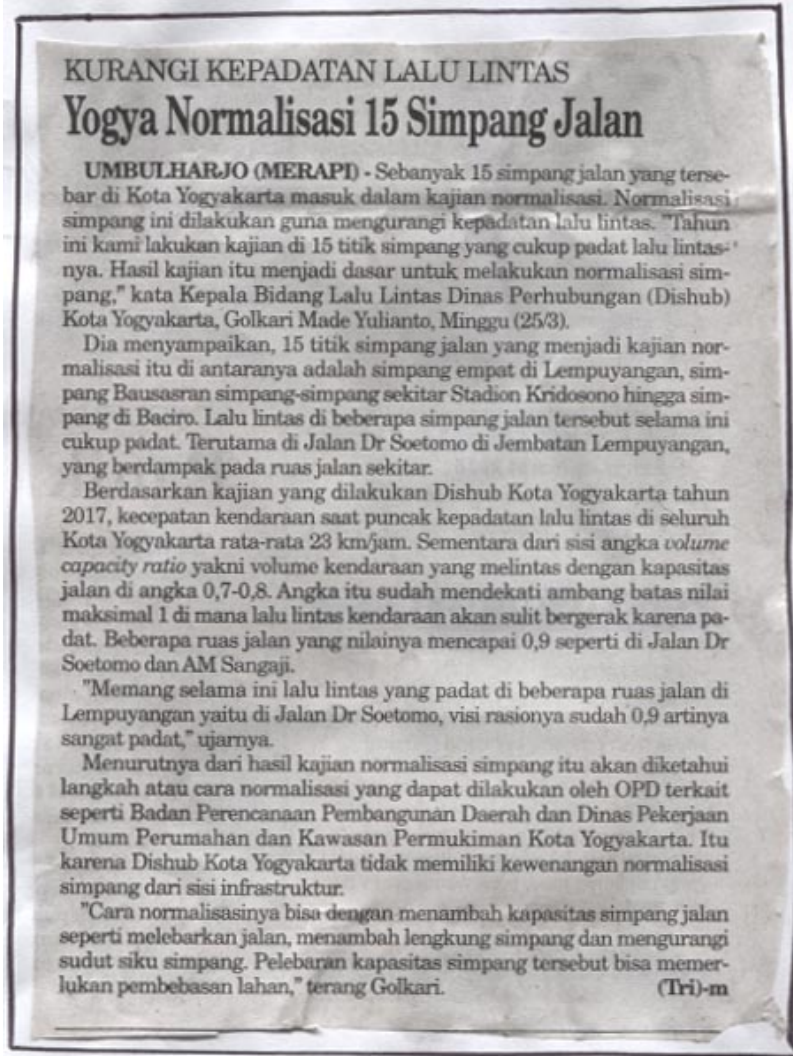 KURANGI KEPADATAN LALU LINTAS
Yogya Normalisasi 15 Simpang Jalan
UMBULHARJO (MERAPI) - Sebanyak 15 simpang jalan yang terse-
bar di Kota Yogyakarta masuk dalam kajian normalisasi. Normalisasi
simpang ini dilakukan guna mengurangi kepadatan lalu lintas. "Tahun
ini kami lakukan kajian di 15 titik simpang yang cukup padat lalu lintas-
nya. Hasil kajian itu menjadi dasar untuk melakukan normalisasi sim-
pang," kata Kepala Bidang Lalu Lintas Dinas Perhubungan (Dishub)
Kota Yogyakarta, Golkari Made Yulianto, Minggu (25/3).
Dia menyampaikan, 15 titik simpang jalan yang menjadi kajian nor-
malisasi itu di antaranya adalah simpang empat di Lempuyangan, sim-
pang Bausasran simpang-simpang sekitar Stadion Kridosono hingga sim-
pang di Baciro. Lalu lintas di beberapa simpang jalan tersebut selama ini
cukup padat. Terutama di Jalan Dr Soetomo di Jembatan Lempuyangan,
yang berdampak pada ruas jalan sekitar.
Berdasarkan kajian yang dilakukan Dishub Kota Yogyakarta tahun
2017, kecepatan kendaraan saat puncak kepadatan lalu lintas di seluruh
Kota Yogyakarta rata-rata 23 km/jam. Sementara dari sisi angka volume
capacity ratio yakni volume kendaraan yang melintas dengan kapasitas
jalan di angka 0,7-0,8. Angka itu sudah mendekati ambang batas nilai
maksimal 1 di mana lalu lintas kendaraan akan sulit bergerak karena pa-
dat. Beberapa ruas jalan yang nilainya mencapai 0,9 seperti di Jalan Dr
Soetomo dan AM Sangaji.
"Memang selama ini lalu lintas yang padat di beberapa ruas jalan di
Lempuyangan yaitu di Jalan Dr Soetomo, visi rasionya sudah 0,9 artinya
sangat padat," ujarnya.
Menurutnya dari hasil kajian normalisasi simpang itu akan diketahui
langkah atau cara normalisasi yang dapat dilakukan oleh OPD terkait
seperti Badan Perencanaan Pembangunan Daerah dan Dinas Pekerjaan
Umum Perumahan dan Kawasan Permukiman Kota Yogyakarta. Itu
karena Dishub Kota Yogyakarta tidak memiliki kewenangan normalisasi
simpang dari sisi infrastruktur.
"Cara normalisasinya bisa dengan menambah kapasitas simpang jalan
seperti melebarkan jalan, menambah lengkung simpang dan mengurangi
sudut siku simpang. Pelebaran kapasitas simpang tersebut bisa memer-
lukan pembebasan lahan," terang Golkari. (Tri)-m